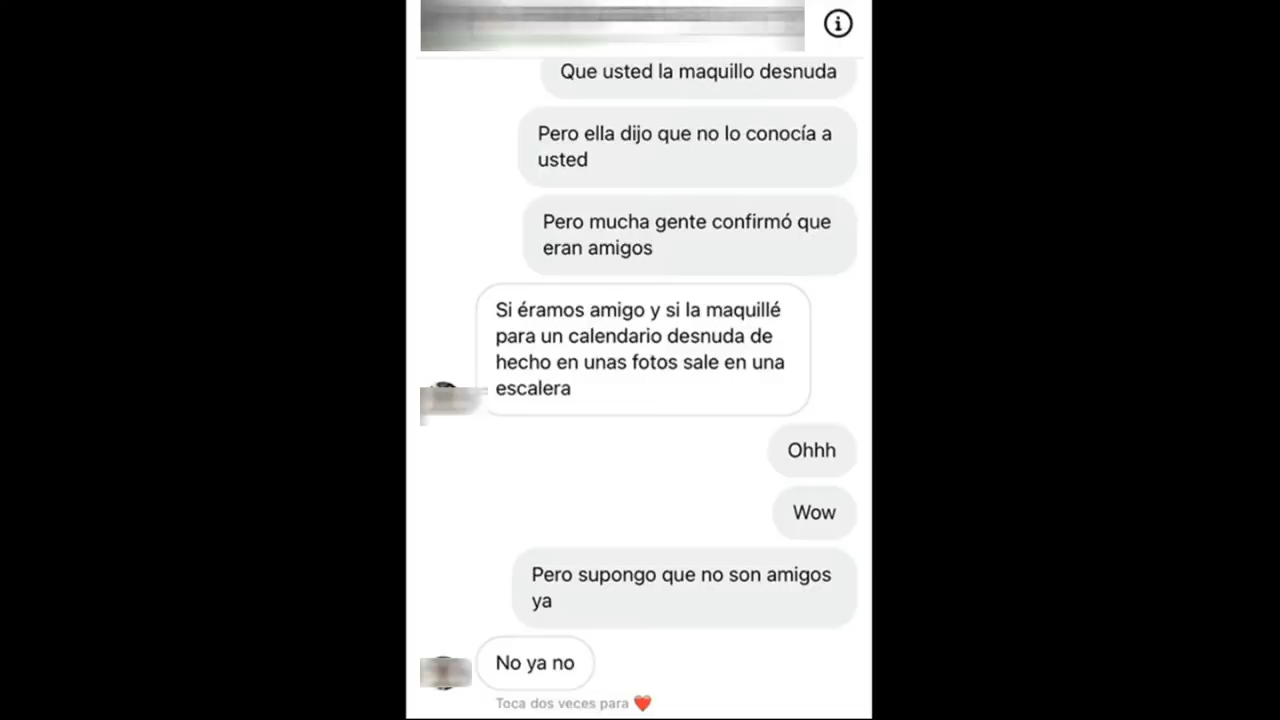 Que usted la maquillo desnuda
Pero ella dijo que no lo conocía a
usted
Pero mucha gente confirmó que
eran amigos
Si éramos amigo y si la maquillé
para un calendario desnuda de
hecho en unas fotos sale en una
escalera
Ohhh
Wow
Pero supongo que no son amigos
ya
No ya no
Toca dos veces para ❤️